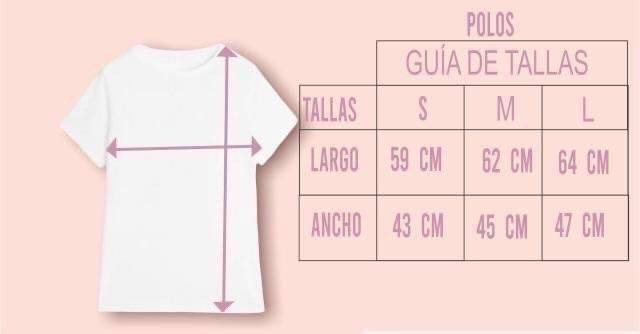 POLOS
GUÍA DE TALLAS
TALLAS S M L
LARGO 59 CM 62 CM 64 CM
ANCHO 43 CM 45 CM 47 CM